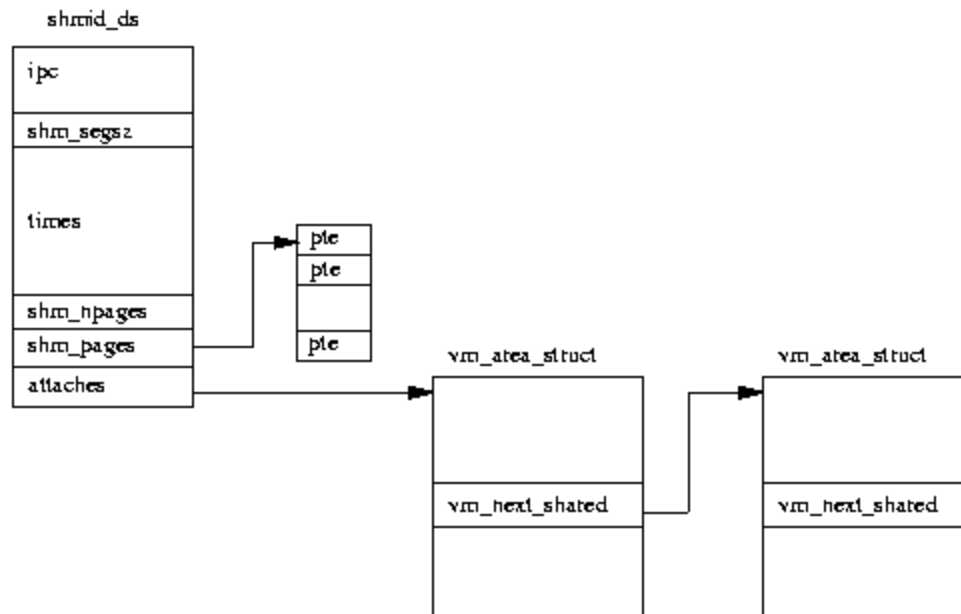 shmid_ds
ipc
shm_segsz
times
shm_npages
shm_pages
attaches
pte
pte
pte
vm_area_struct
vm_next_shared
vm_area_struct
vm_next_shared